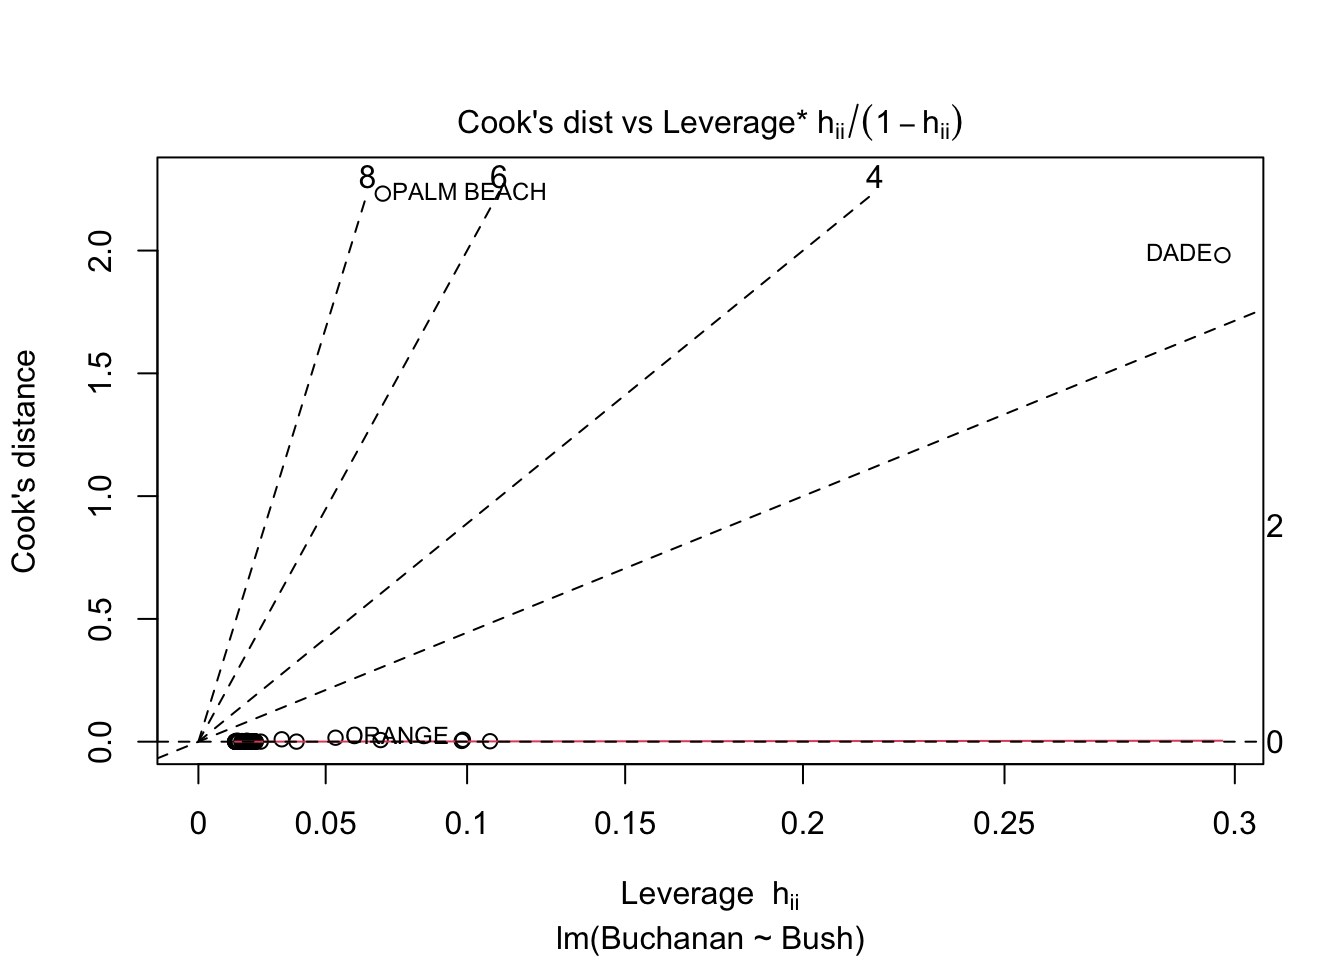 Cook's dist vs Leverage* hᵢᵢ/(1 − hᵢᵢ)
8 6 4
PALM BEACH
DADE
2
0
ORANGE
Cook's distance
2.0
1.5
1.0
0.5
0.0
0 0.05 0.1 0.15 0.2 0.25 0.3
Leverage hᵢᵢ
lm(Buchanan ~ Bush)